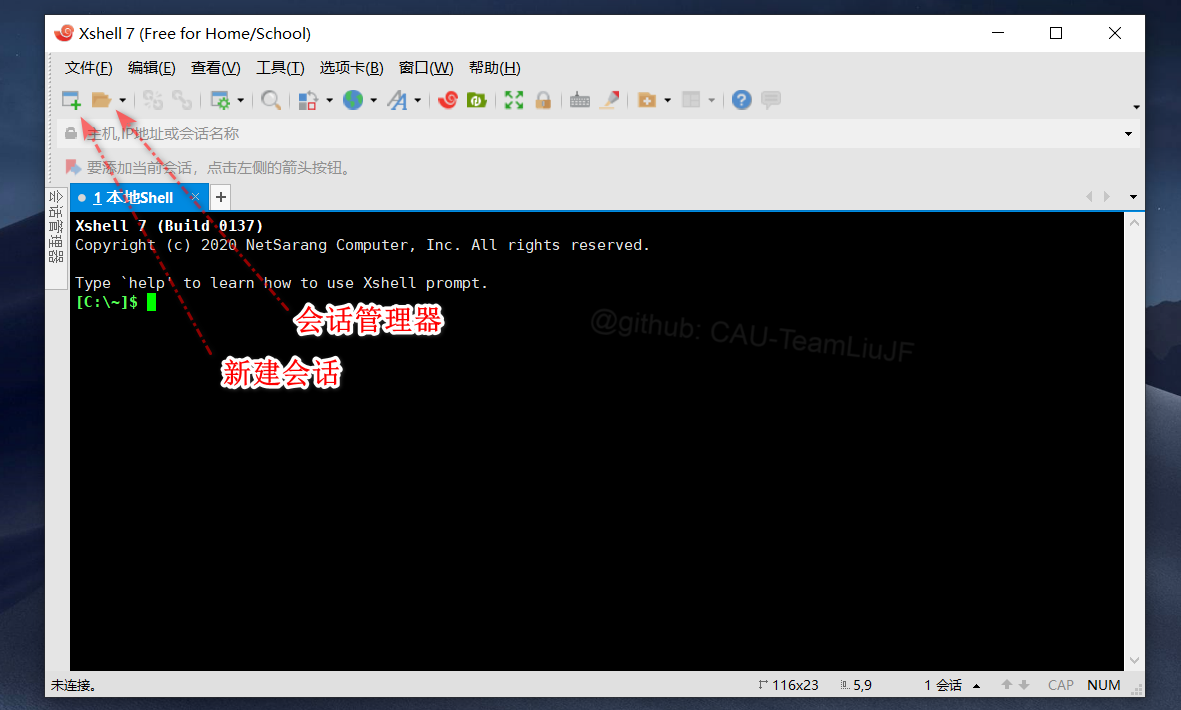 Xshell 7 (Free for Home/School)
文件(F) 编辑(E) 查看(V) 工具(T) 选项卡(B) 窗口(W) 帮助(H)
主机,IP地址或会话名称
要添加当前会话，点击左侧的箭头按钮。
会话管理器
1 本地Shell × +
Xshell 7 (Build 0137)
Copyright (c) 2020 NetSarang Computer, Inc. All rights reserved.
Type `help' to learn how to use Xshell prompt.
[C:\~]$
会话管理器
@github: CAU-TeamLiuJF
新建会话
未连接。 116x23 5,9 1 会话 CAP NUM